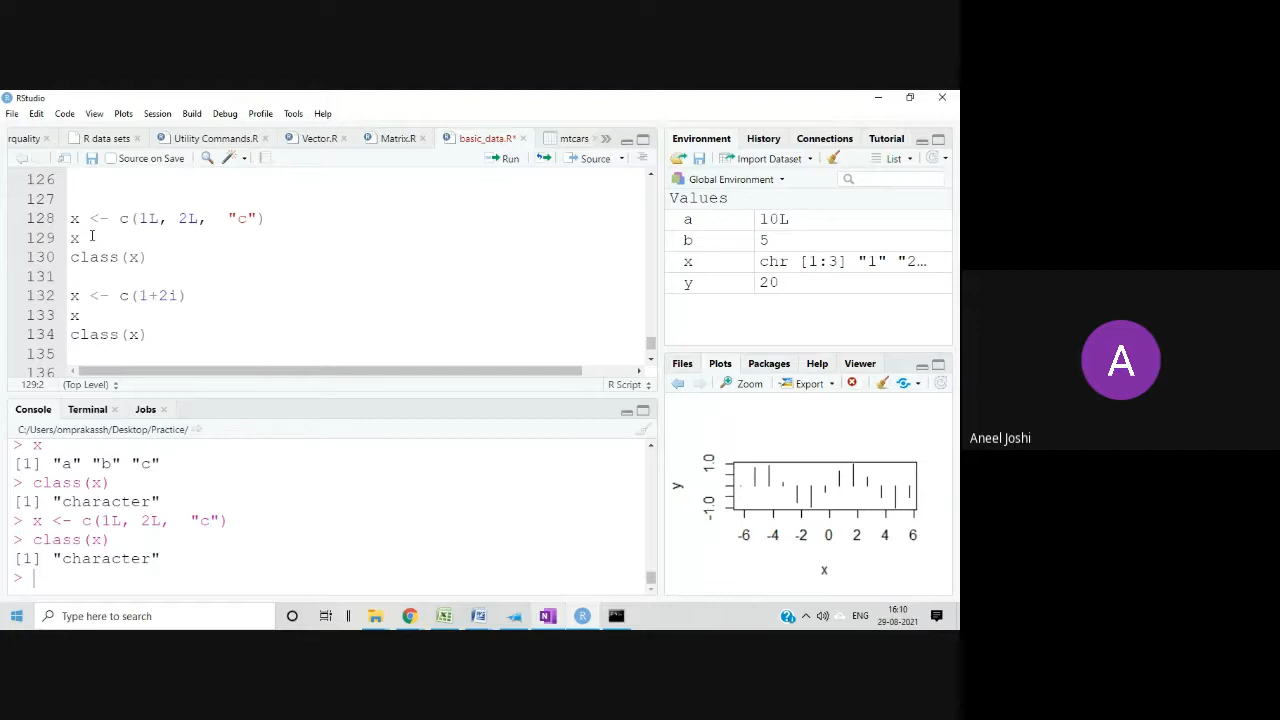 RStudio
File Edit Code View Plots Session Build Debug Profile Tools Help
rquality R data sets Utility Commands.R Vector.R Matrix.R basic_data.R* mtcars
Source on Save Run Source
126
127
128 x <- c(1L, 2L,  "c")
129 x
130 class(x)
131
132 x <- c(1+2i)
133 x
134 class(x)
135
136
129:2 (Top Level) R Script
Console Terminal Jobs
C:/Users/omprakassh/Desktop/Practice/
> x
[1] "a" "b" "c"
> class(x)
[1] "character"
> x <- c(1L, 2L,  "c")
> class(x)
[1] "character"
>
Environment History Connections Tutorial
Import Dataset List
Global Environment
Values
a 10L
b 5
x chr [1:3] "1" "2…
y 20
Files Plots Packages Help Viewer
Zoom Export
y
1.0
-1.0
-6 -4 -2 0 2 4 6
x
A
Aneel Joshi
Type here to search
ENG
16:10
29-08-2021